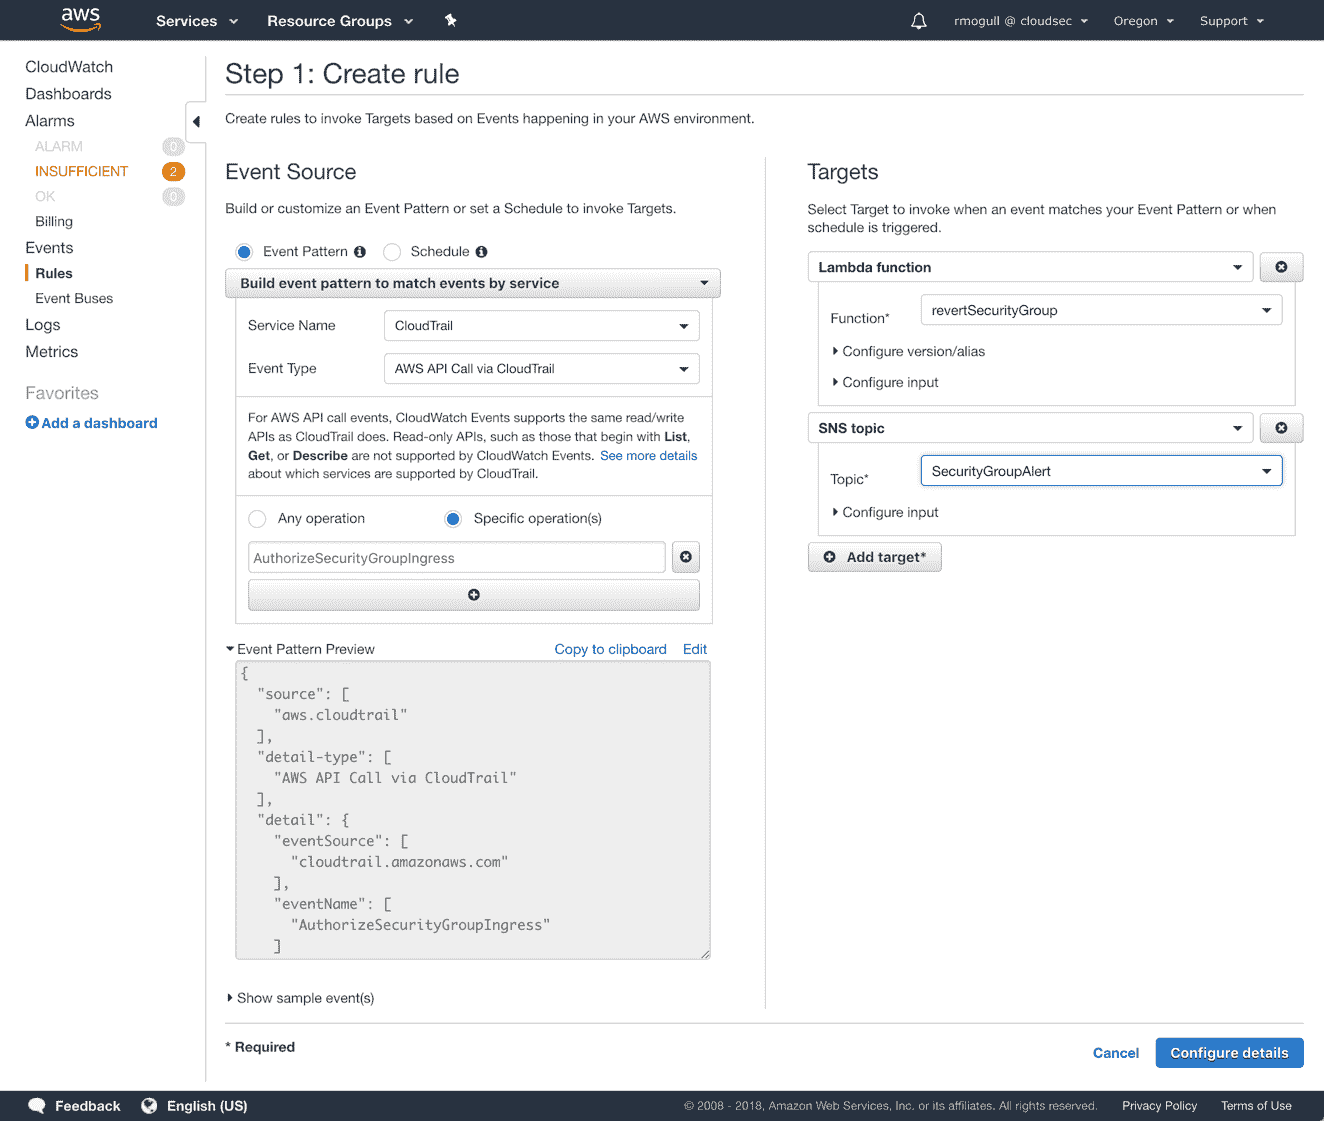 aws
Services
Resource Groups
rmogull @ cloudsec
Oregon
Support
CloudWatch
Dashboards
Alarms
ALARM 0
INSUFFICIENT 2
OK 0
Billing
Events
Rules
Event Buses
Logs
Metrics
Favorites
Add a dashboard
Step 1: Create rule
Create rules to invoke Targets based on Events happening in your AWS environment.
Event Source
Build or customize an Event Pattern or set a Schedule to invoke Targets.
Event Pattern
Schedule
Build event pattern to match events by service
Service Name
CloudTrail
Event Type
AWS API Call via CloudTrail
For AWS API call events, CloudWatch Events supports the same read/write
APIs as CloudTrail does. Read-only APIs, such as those that begin with List,
Get, or Describe are not supported by CloudWatch Events. See more details
about which services are supported by CloudTrail.
Any operation
Specific operation(s)
AuthorizeSecurityGroupIngress
Event Pattern Preview
Copy to clipboard
Edit
{
"source": [
"aws.cloudtrail"
],
"detail-type": [
"AWS API Call via CloudTrail"
],
"detail": {
"eventSource": [
"cloudtrail.amazonaws.com"
],
"eventName": [
"AuthorizeSecurityGroupIngress"
]
Show sample event(s)
Targets
Select Target to invoke when an event matches your Event Pattern or when
schedule is triggered.
Lambda function
Function*
revertSecurityGroup
Configure version/alias
Configure input
SNS topic
Topic*
SecurityGroupAlert
Configure input
Add target*
* Required
Cancel
Configure details
Feedback
English (US)
© 2008 - 2018, Amazon Web Services, Inc. or its affiliates. All rights reserved.
Privacy Policy
Terms of Use